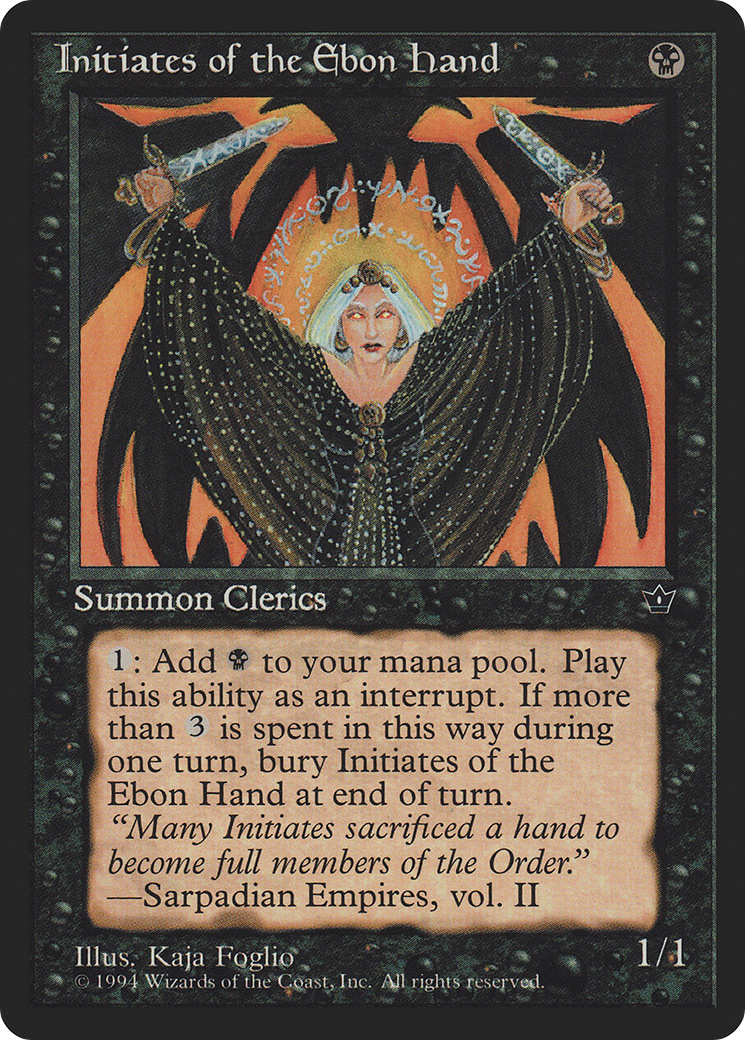 Initiates of the Ebon Hand
Summon Clerics
1: Add to your mana pool. Play
this ability as an interrupt. If more
than 3 is spent in this way during
one turn, bury Initiates of the
Ebon Hand at end of turn.
“Many Initiates sacrificed a hand to
become full members of the Order.”
—Sarpadian Empires, vol. II
Illus. Kaja Foglio
1/1
© 1994 Wizards of the Coast, Inc. All rights reserved.